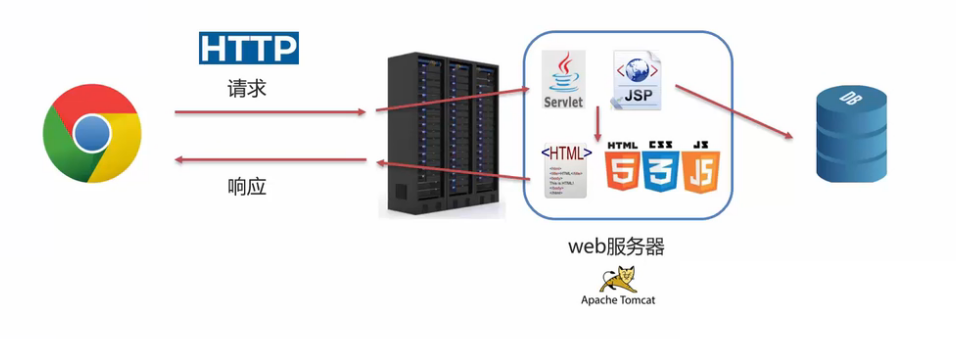 HTTP
请求
响应
Servlet
JSP
<HTML>
HTML
5
CSS
3
JS
JS
DB
web服务器
Apache Tomcat